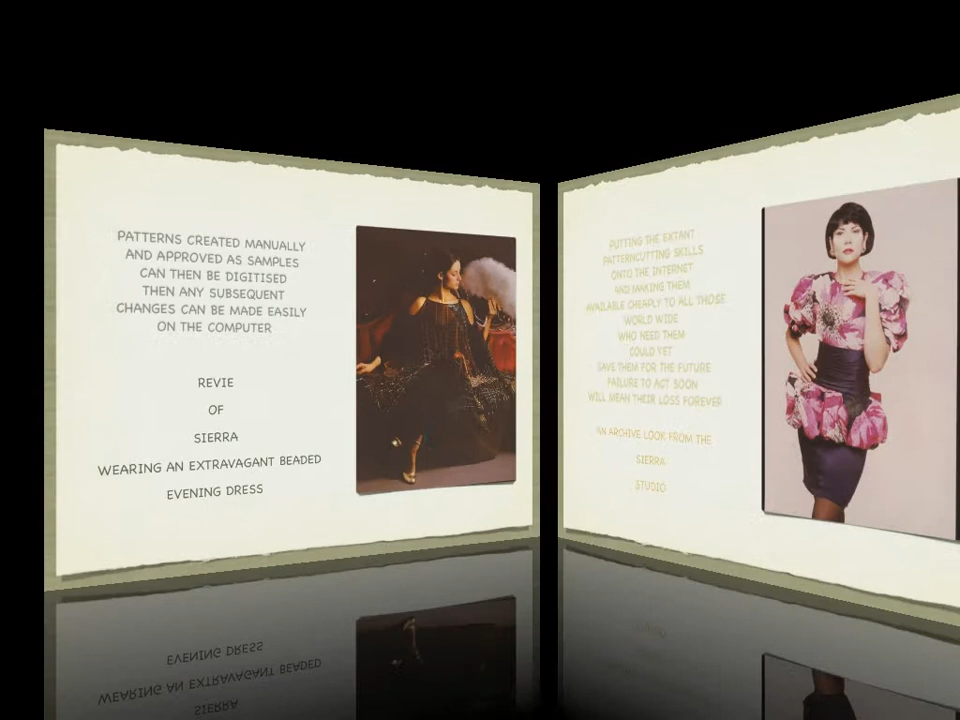 PATTERNS CREATED MANUALLY
AND APPROVED AS SAMPLES
CAN THEN BE DIGITISED
THEN ANY SUBSEQUENT
CHANGES CAN BE MADE EASILY
ON THE COMPUTER
REVIE
OF
SIERRA
WEARING AN EXTRAVAGANT BEADED
EVENING DRESS
PUTTING THE EXTANT
PATTERNCUTTING SKILLS
ONTO THE INTERNET
AND MAKING THEM
AVAILABLE CHEAPLY TO ALL THOSE
WORLD WIDE
WHO NEED THEM
COULD YET
SAVE THEM FOR THE FUTURE
FAILURE TO ACT SOON
WILL MEAN THEIR LOSS FOREVER
AN ARCHIVE LOOK FROM THE
SIERRA
STUDIO